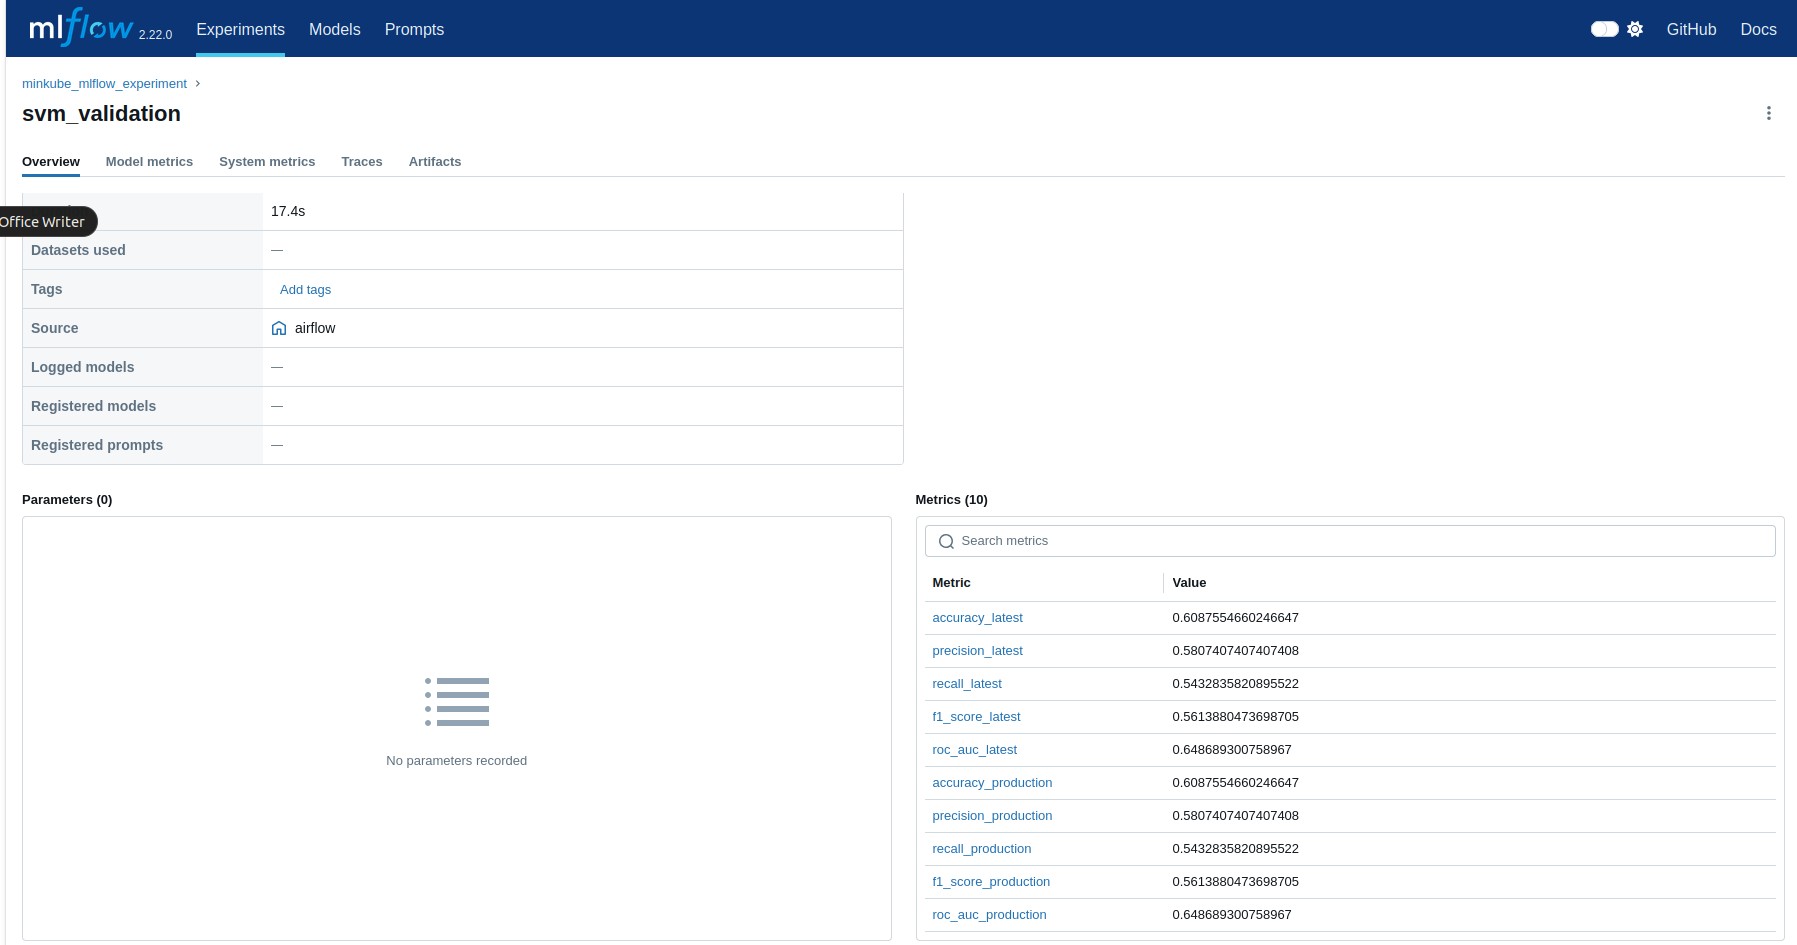 mlflow 2.22.0 Experiments Models Prompts GitHub Docs
minkube_mlflow_experiment
svm_validation
Overview Model metrics System metrics Traces Artifacts
17.4s
Office Writer
Datasets used —
Tags Add tags
Source airflow
Logged models —
Registered models —
Registered prompts —
Parameters (0)
No parameters recorded
Metrics (10)
Search metrics
Metric Value
accuracy_latest 0.6087554660246647
precision_latest 0.5807407407407408
recall_latest 0.5432835820895522
f1_score_latest 0.5613880473698705
roc_auc_latest 0.648689300758967
accuracy_production 0.6087554660246647
precision_production 0.5807407407407408
recall_production 0.5432835820895522
f1_score_production 0.5613880473698705
roc_auc_production 0.648689300758967